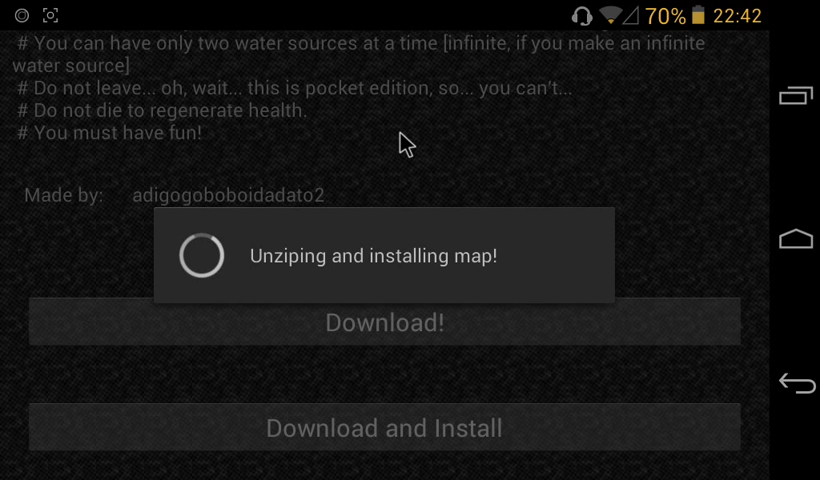 70% 22:42
# You can have only two water sources at a time [infinite, if you make an infinite
water source]
# Do not leave... oh, wait... this is pocket edition, so... you can't...
# Do not die to regenerate health.
# You must have fun!
Made by: adigogoboboidadato2
Unziping and installing map!
Download!
Download and Install